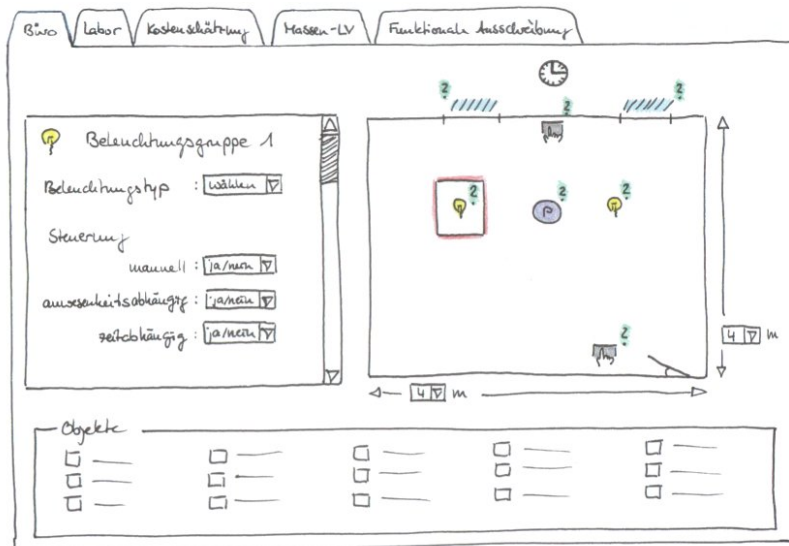 Büro Labor Kostenschätzung Massen-LV Funktionale Ausschreibung
Beleuchtungsgruppe 1
Beleuchtungstyp : wählen
Steuerung
manuell : ja/nein
anwesenheitsabhängig : ja/nein
zeitabhängig : ja/nein
? ? ?
? ? ?
P
?
4 m
4 m
Objekte